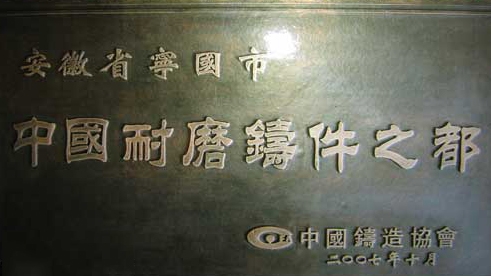 安徽省寧國市
中國耐磨鑄件之都
中國鑄造協會
二〇〇七年十月